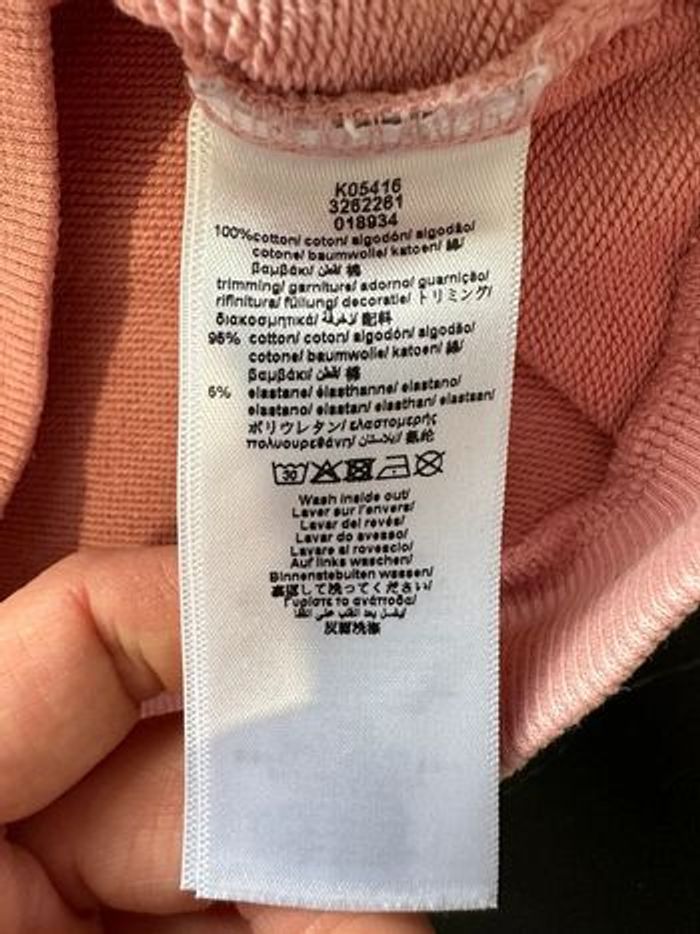 K05416
3262261
018934
100%cotton/ coton/ algodón/ algodão/
cotone/ baumwolle/ katoen/ 綿/
βαμβάκι/ قطن/ 棉
trimming/ garniture/ adorno/ guarnição/
rifinitura/ füllung/ decoratie/ トリミング/
διακοσμητικά/ زخرفة/ 配料
95% cotton/ coton/ algodón/ algodão/
cotone/ baumwolle/ katoen/ 綿/
βαμβάκι/ قطن/ 棉
5% elastane/ élasthanne/ elastano/
elastano/ elastan/ elasthan/ elastaan/
ポリウレタン/ ελαστομερής
πολυουρεθάνη/ إيلاستان/ 氨纶
30
Wash inside out/
Laver sur l'envers/
Lavar del revés/
Lavar do avesso/
Lavare al rovescio/
Auf links waschen/
Binnenstebuiten wassen/
裏返して洗ってください/
Γυρίστε το ανάποδα/
反面洗滌